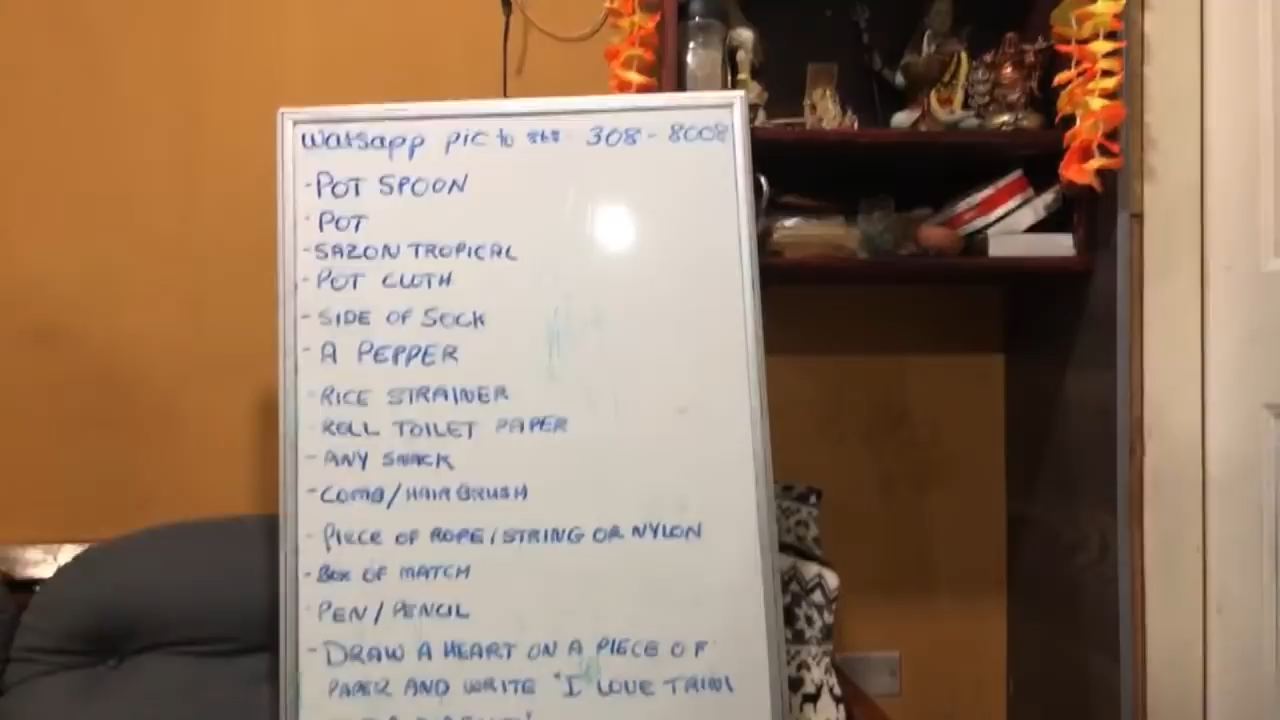 Watsapp pic to 868 - 308 - 8008
- POT SPOON
- POT
- SAZON TROPICAL
- POT CLOTH
- SIDE OF SOCK
- A PEPPER
- RICE STRAINER
- ROLL TOILET PAPER
- ANY SNACK
- COMB/HAIR BRUSH
- PIECE OF ROPE/STRING OR NYLON
- BOX OF MATCH
- PEN/PENCIL
- DRAW A HEART ON A PIECE OF
PAPER AND WRITE "I LOVE TRINI